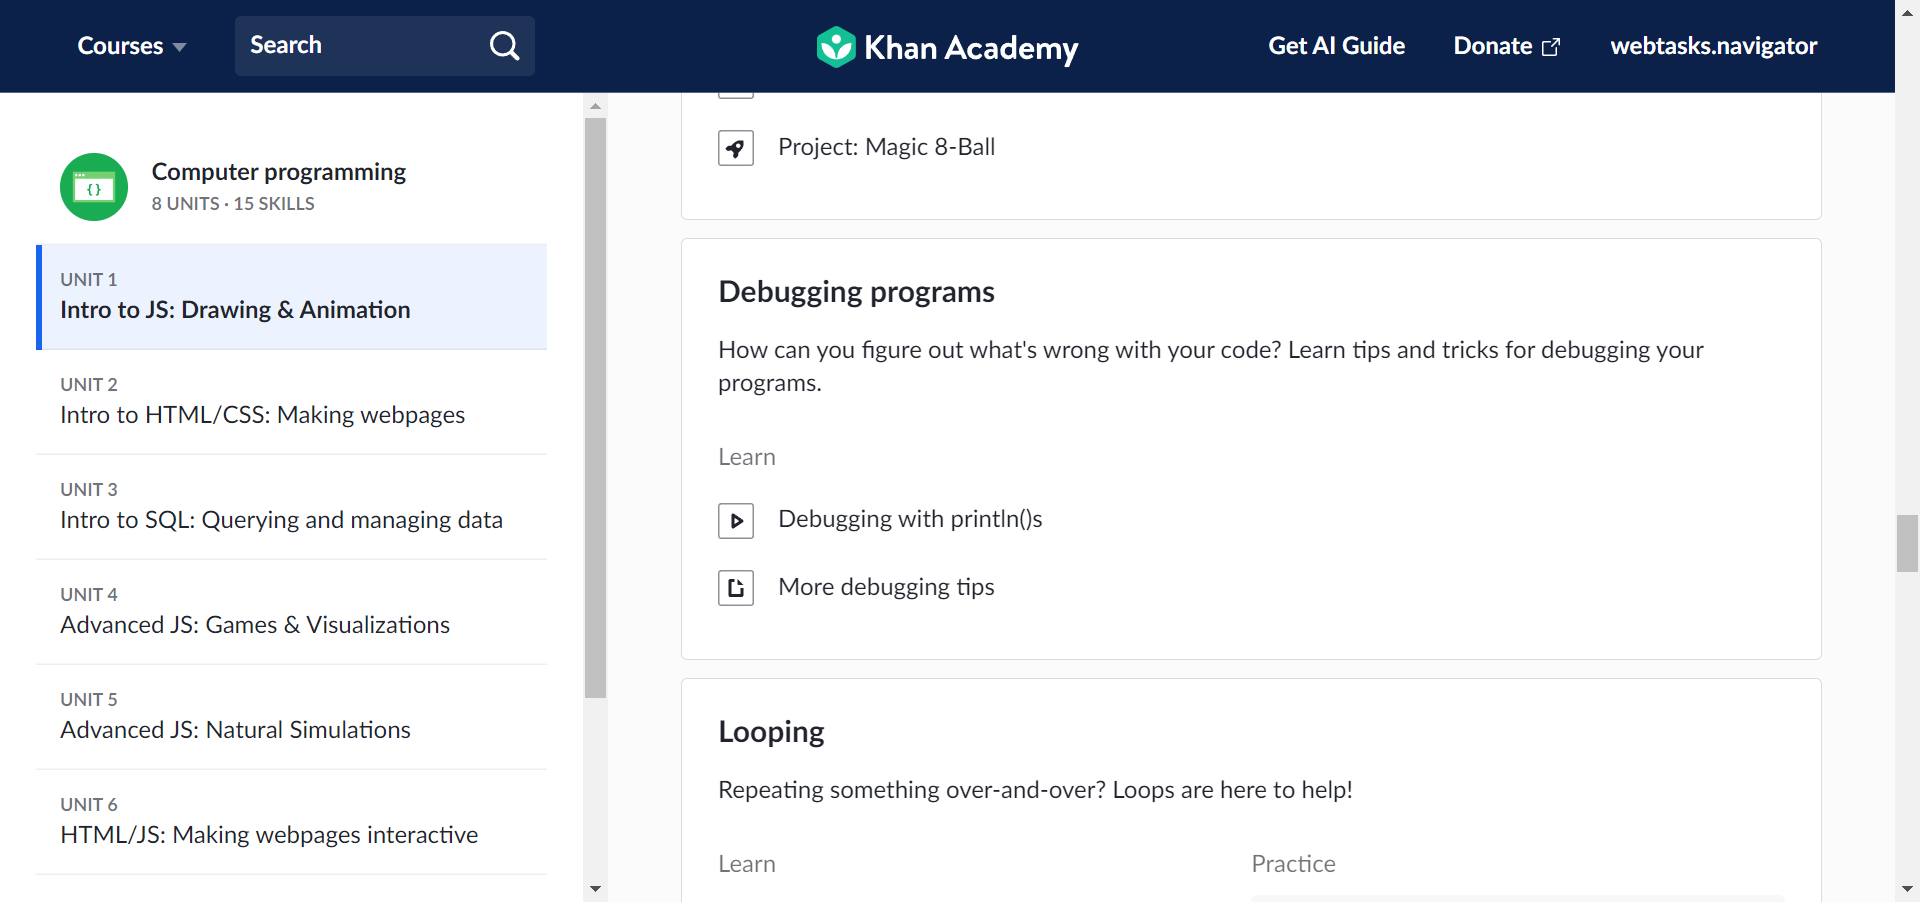 Courses
Search
Khan Academy
Get AI Guide
Donate
webtasks.navigator
Computer programming
8 UNITS · 15 SKILLS
UNIT 1
Intro to JS: Drawing & Animation
UNIT 2
Intro to HTML/CSS: Making webpages
UNIT 3
Intro to SQL: Querying and managing data
UNIT 4
Advanced JS: Games & Visualizations
UNIT 5
Advanced JS: Natural Simulations
UNIT 6
HTML/JS: Making webpages interactive
Project: Magic 8-Ball
Debugging programs
How can you figure out what's wrong with your code? Learn tips and tricks for debugging your
programs.
Learn
Debugging with println()s
More debugging tips
Looping
Repeating something over-and-over? Loops are here to help!
Learn
Practice